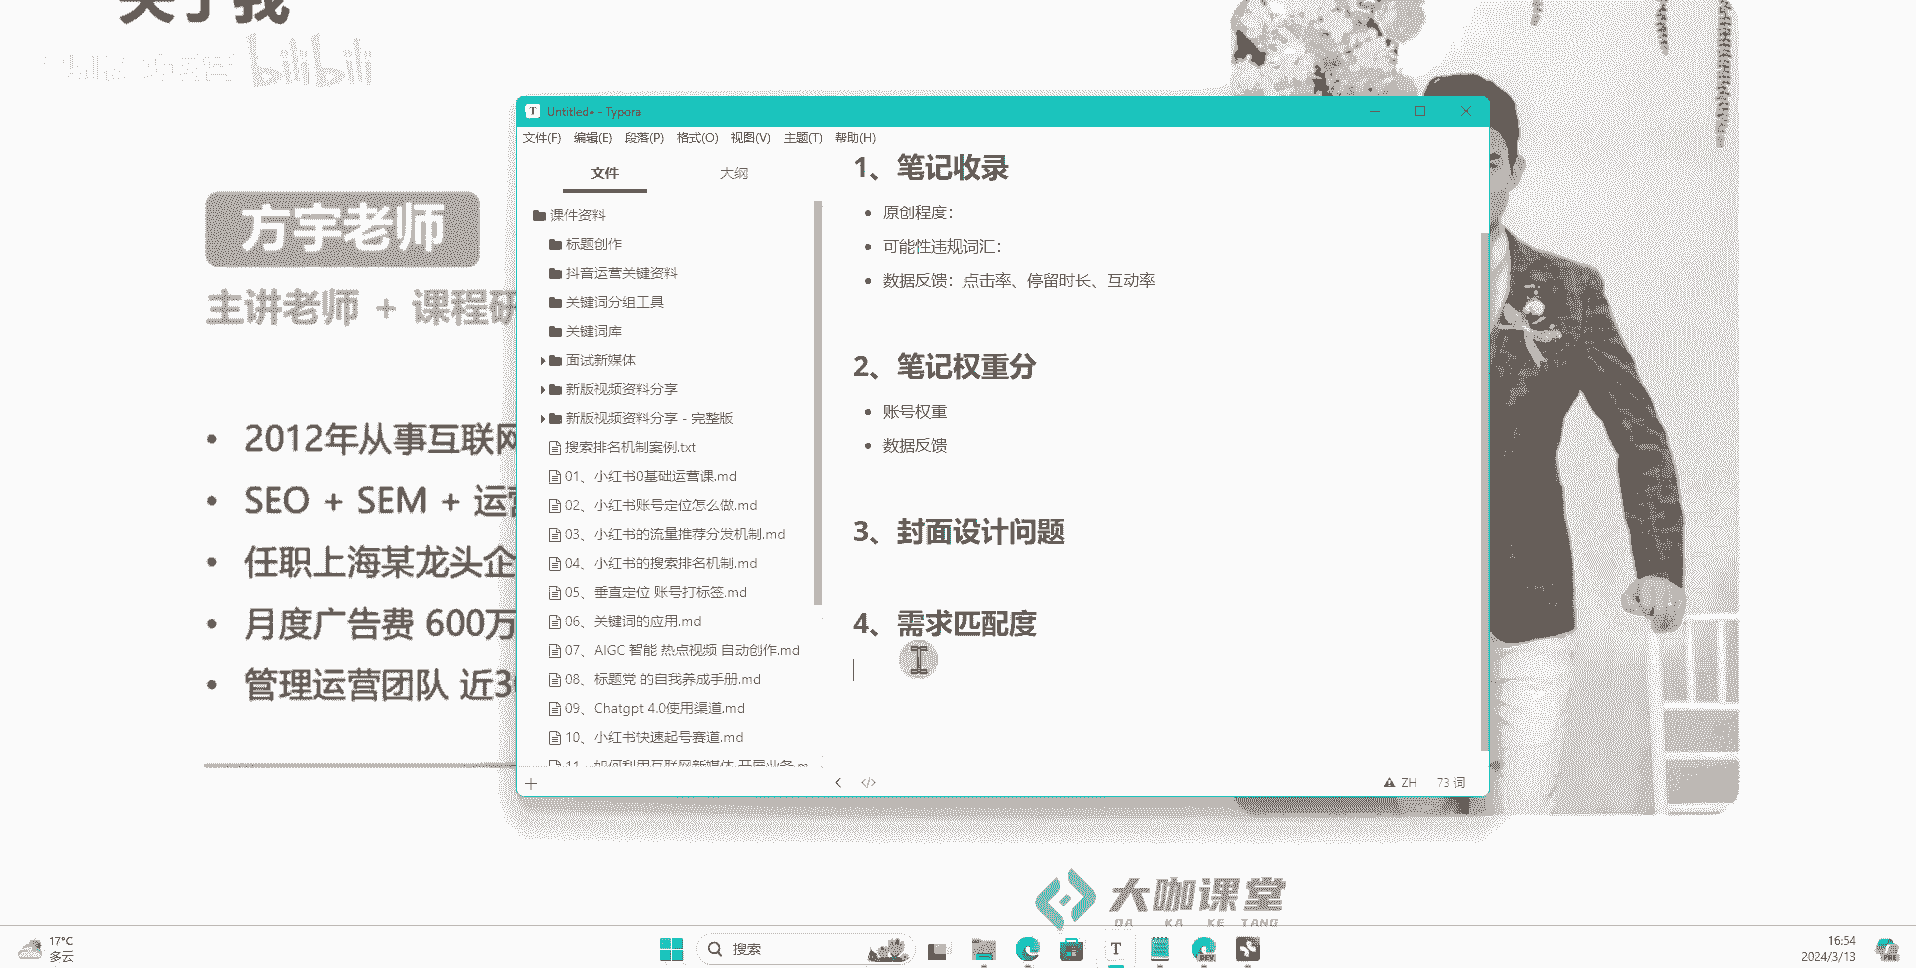 关于我
bilibili
方宇老师
主讲老师 + 课程研
2012年从事互联网
SEO + SEM + 运营
任职上海某龙头企
月度广告费 600万
管理运营团队 近3
Untitled• - Typora
文件(F) 编辑(E) 段落(P) 格式(O) 视图(V) 主题(T) 帮助(H)
文件 大纲
课件资料
标题创作
抖音运营关键资料
关键词分组工具
关键词库
面试新媒体
新版视频资料分享
新版视频资料分享 - 完整版
搜索排名机制案例.txt
01、小红书0基础运营课.md
02、小红书账号定位怎么做.md
03、小红书的流量推荐分发机制.md
04、小红书的搜索排名机制.md
05、垂直定位 账号打标签.md
06、关键词的应用.md
07、AIGC 智能 热点视频 自动创作.md
08、标题党 的自我养成手册.md
09、Chatgpt 4.0使用渠道.md
10、小红书快速起号赛道.md
11、如何利用互联网新媒体 开展业务.m
1、笔记收录
原创程度：
可能性违规词汇：
数据反馈：点击率、停留时长、互动率
2、笔记权重分
账号权重
数据反馈
3、封面设计问题
4、需求匹配度
ZH 73 词
大咖课堂
DA KA KE TANG
17°C
多云
搜索
T
DEV
16:54
2024/3/13
PRE